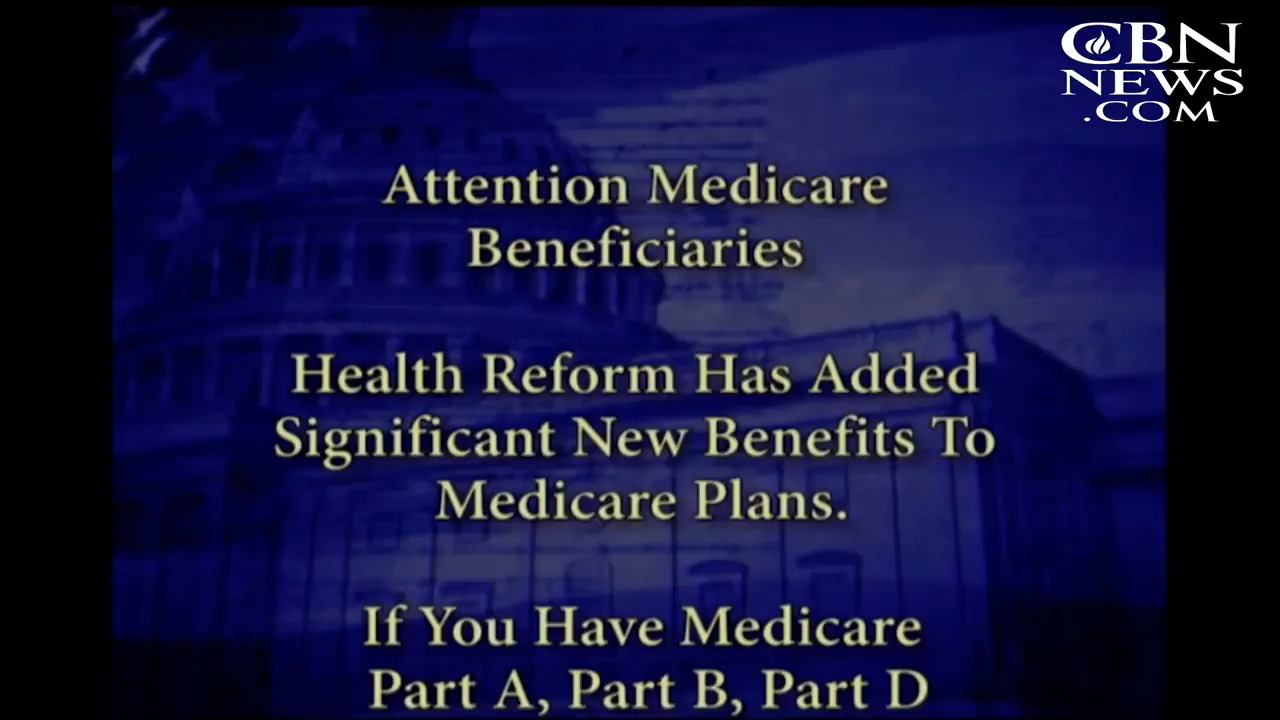 CBN
NEWS
.COM
Attention Medicare
Beneficiaries
Health Reform Has Added
Significant New Benefits To
Medicare Plans.
If You Have Medicare
Part A, Part B, Part D